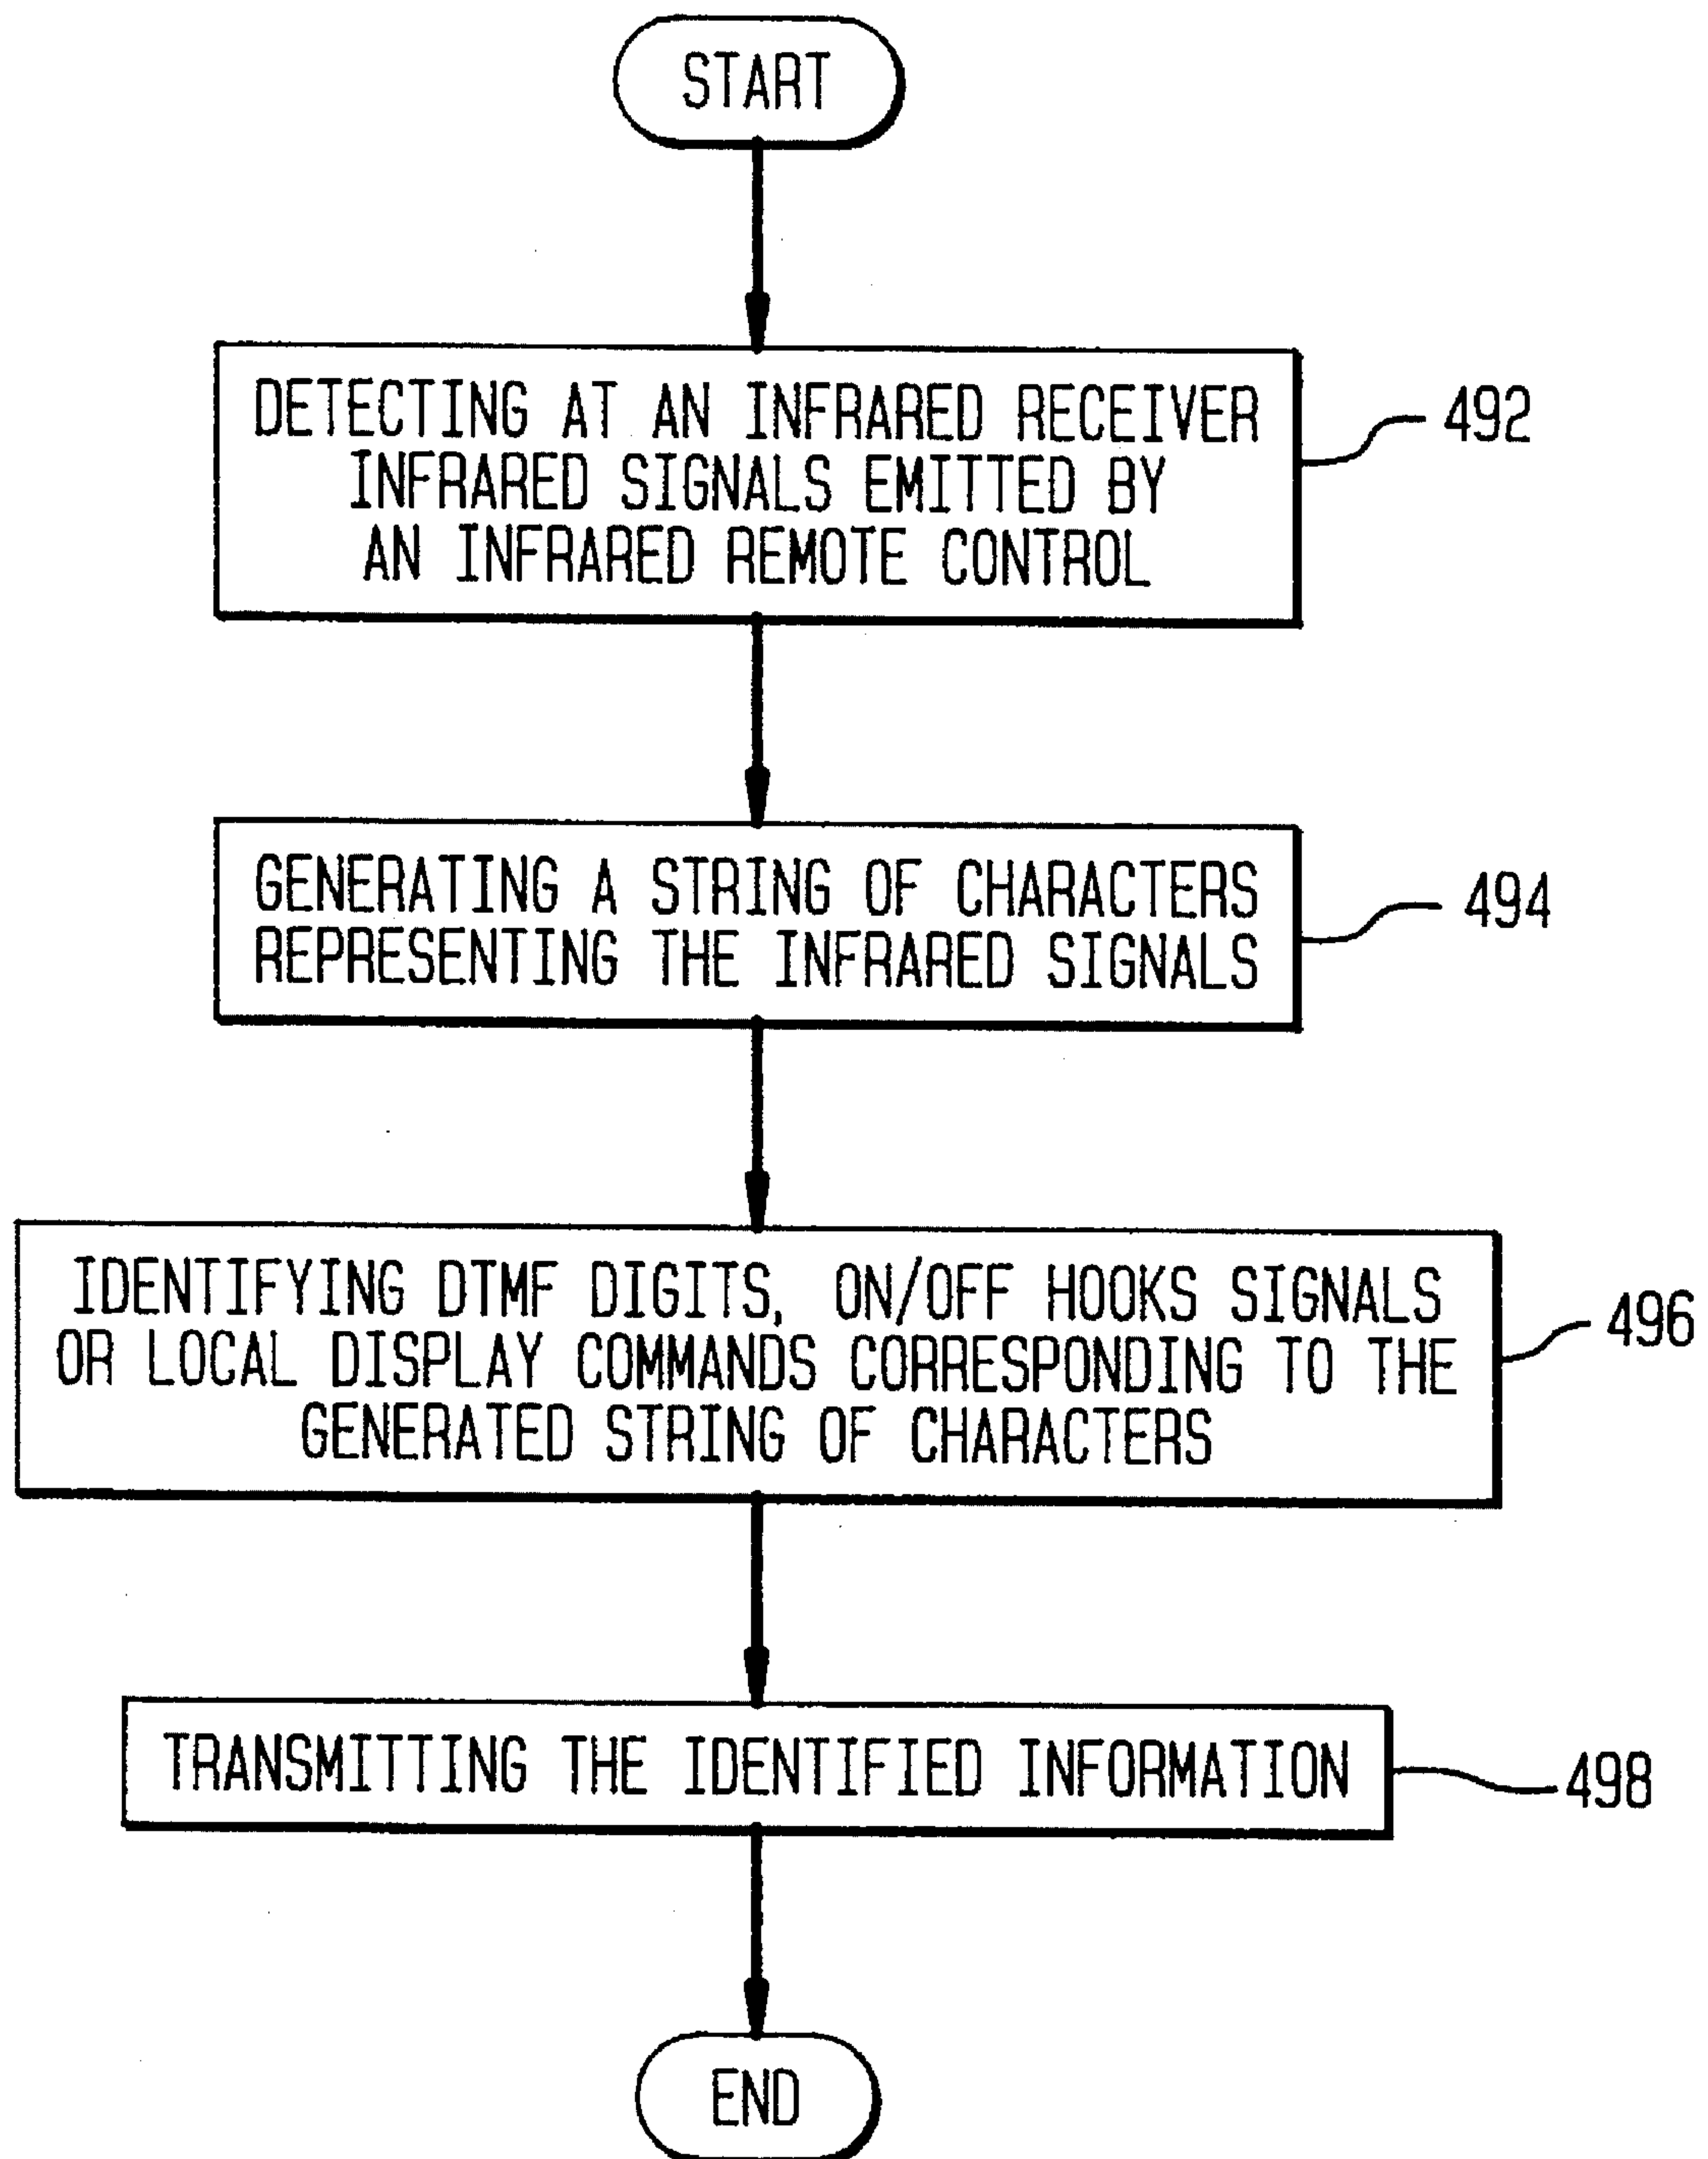 START
DETECTING AT AN INFRARED RECEIVER
INFRARED SIGNALS EMITTED BY
AN INFRARED REMOTE CONTROL
492
GENERATING A STRING OF CHARACTERS
REPRESENTING THE INFRARED SIGNALS
494
IDENTIFYING DTMF DIGITS, ON/OFF HOOKS SIGNALS
OR LOCAL DISPLAY COMMANDS CORRESPONDING TO THE
GENERATED STRING OF CHARACTERS
496
TRANSMITTING THE IDENTIFIED INFORMATION
498
END